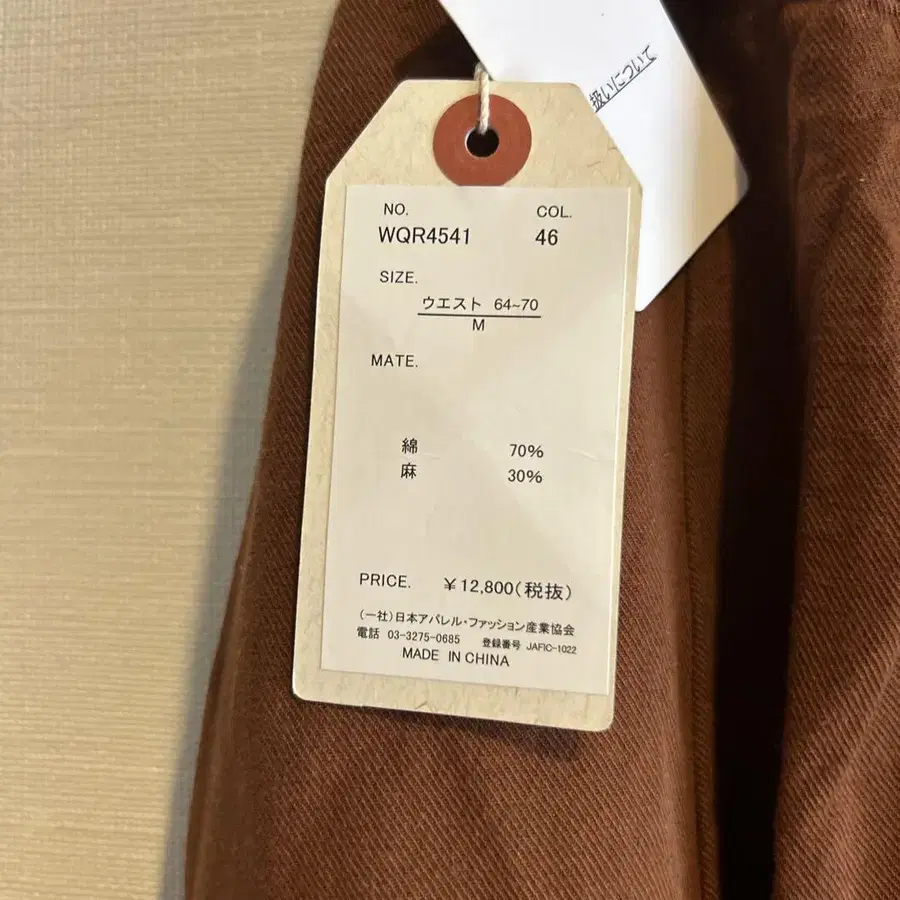 扱いについて
NO. COL.
WQR4541 46
SIZE.
ウエスト 64~70
M
MATE.
綿 70%
麻 30%
PRICE. ¥12,800(税抜)
(一社)日本アパレル・ファッション産業協会
電話 03-3275-0685 登録番号 JAFIC-1022
MADE IN CHINA